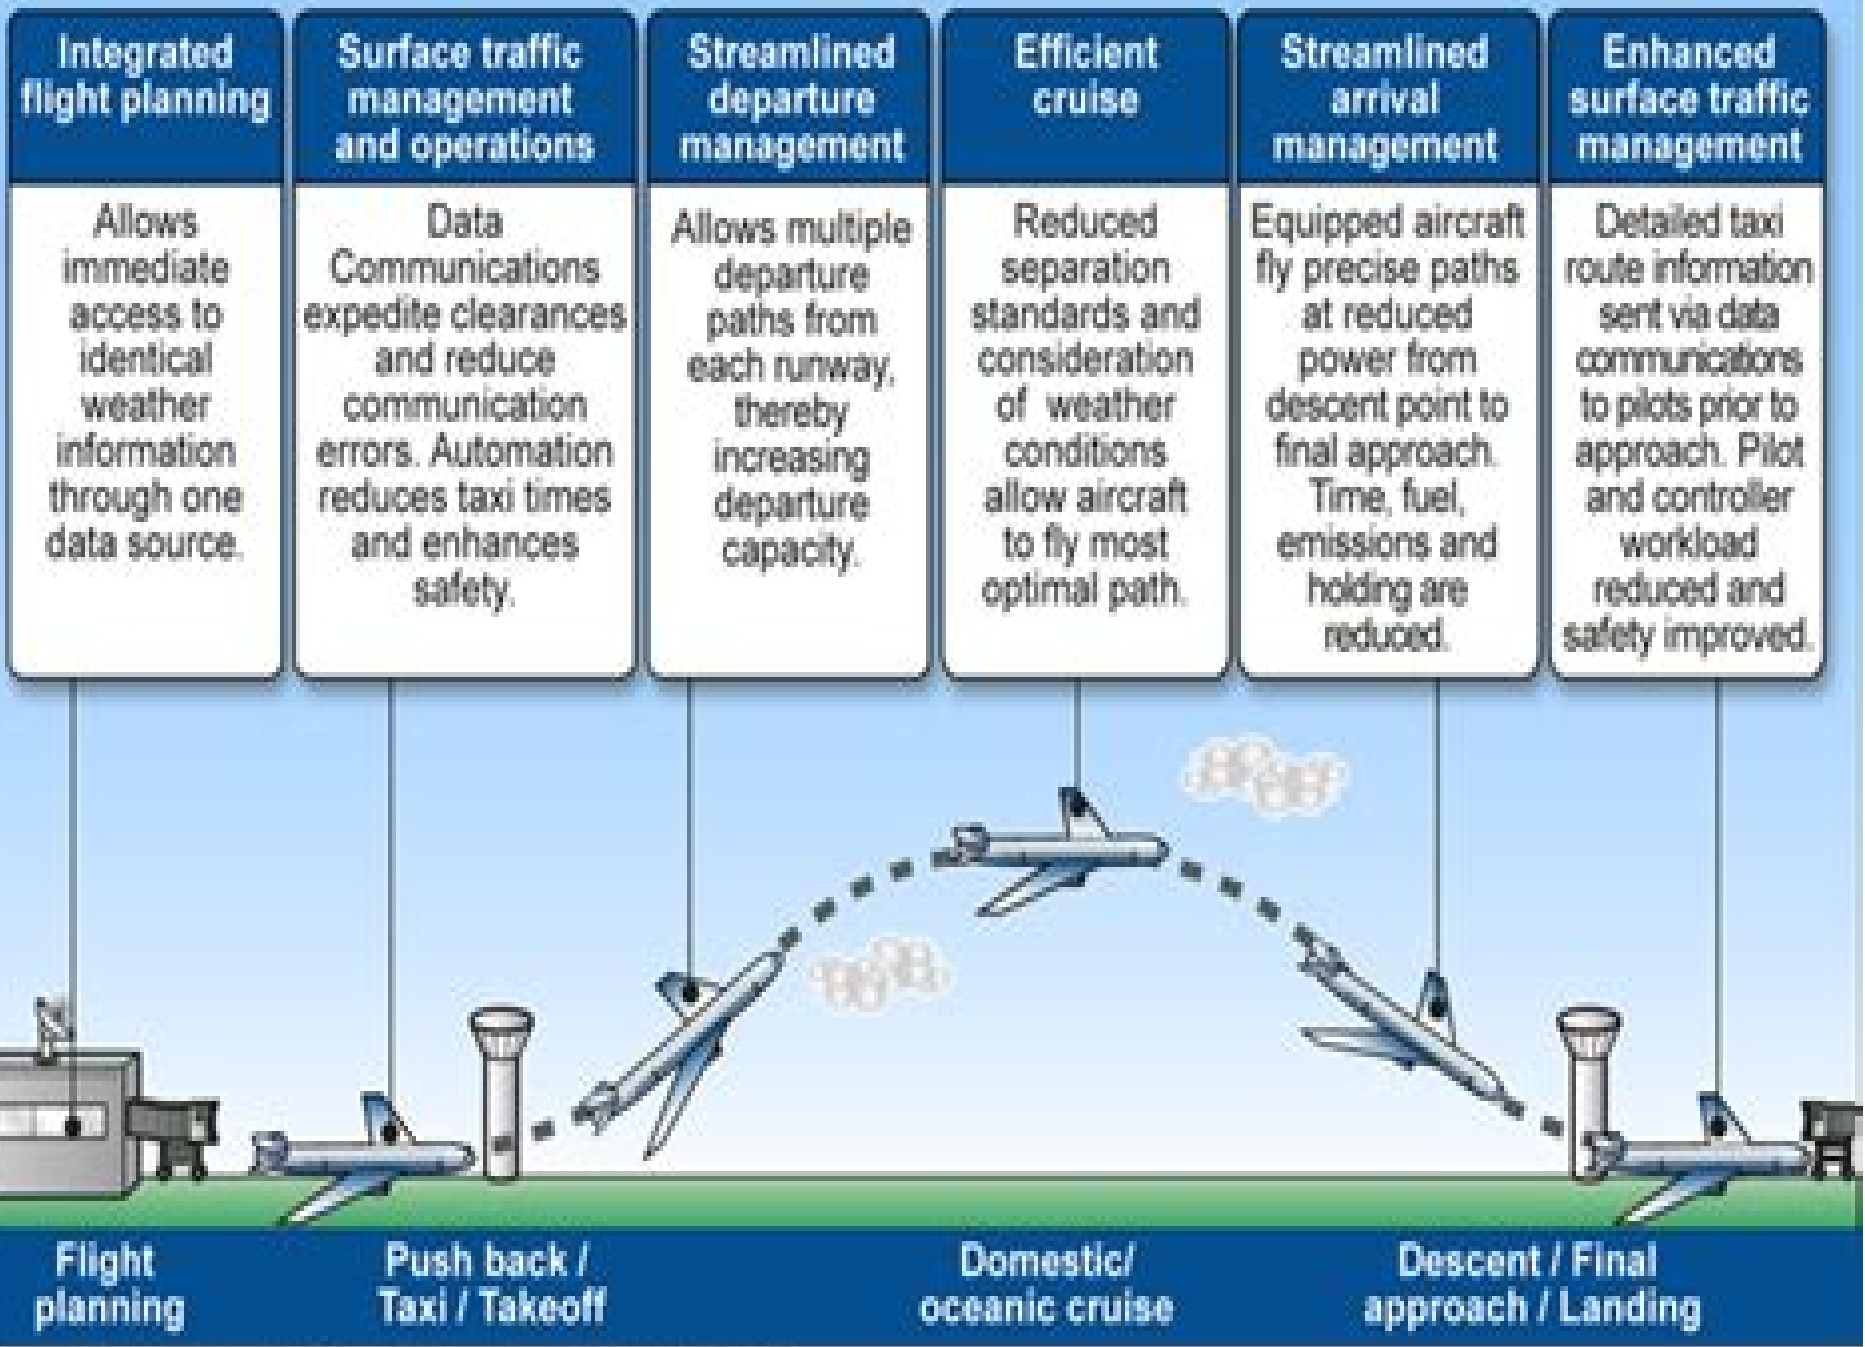 Integrated
flight planning
Allows
immediate
access to
identical
weather
information
through one
data source.
Surface traffic
management
and operations
Data
Communications
expedite clearances
and reduce
communication
errors. Automation
reduces taxi times
and enhances
safety.
Streamlined
departure
management
Allows multiple
departure
paths from
each runway,
thereby
increasing
departure
capacity.
Efficient
cruise
Reduced
separation
standards and
consideration
of weather
conditions
allow aircraft
to fly most
optimal path.
Streamlined
arrival
management
Equipped aircraft
fly precise paths
at reduced
power from
descent point to
final approach.
Time, fuel,
emissions and
holding are
reduced.
Enhanced
surface traffic
management
Detailed taxi
route information
sent via data
communications
to pilots prior to
approach. Pilot
and controller
workload
reduced and
safety improved.
Flight
planning
Push back /
Taxi / Takeoff
Domestic/
oceanic cruise
Descent / Final
approach / Landing